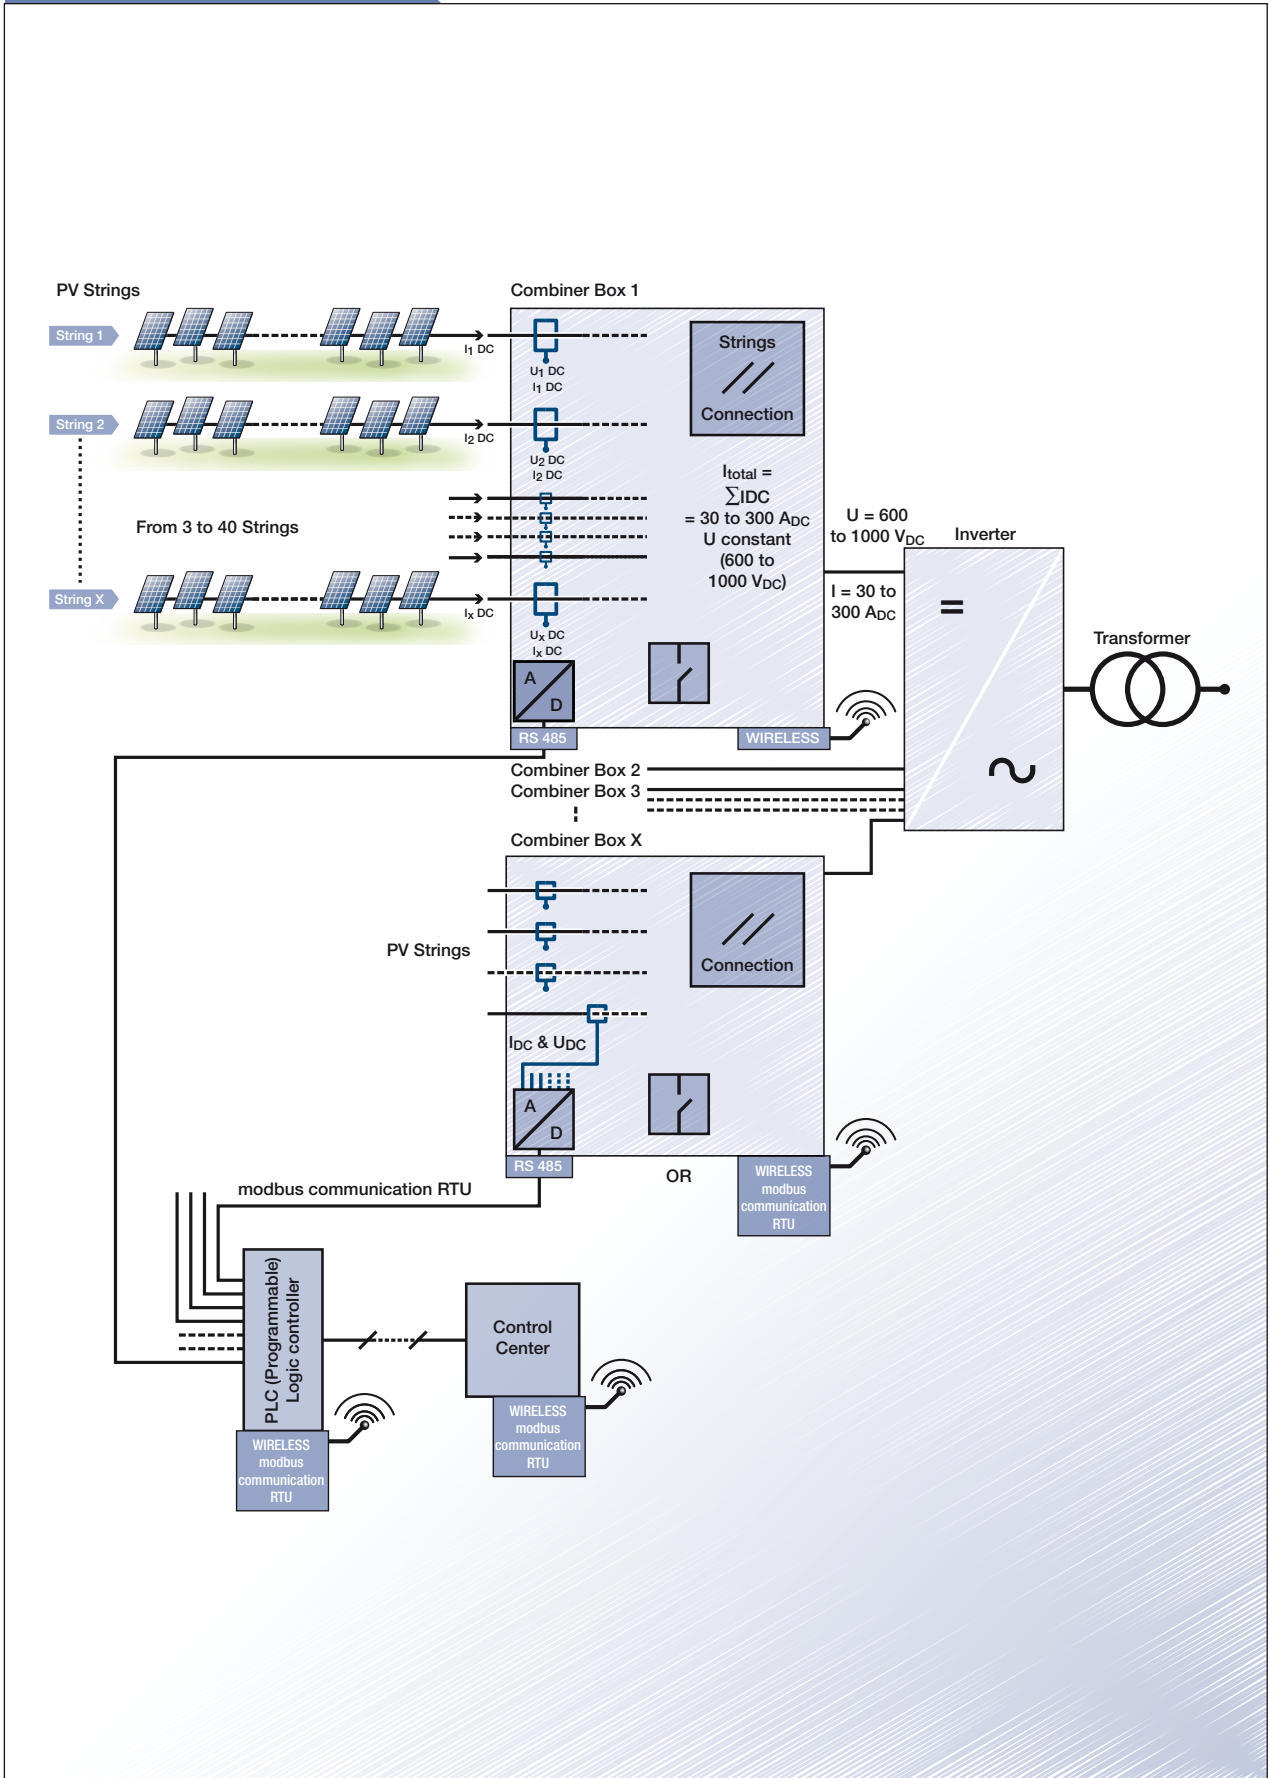 PV Strings
Combiner Box 1
String 1
I1 DC
U1 DC
I1 DC
Strings
Connection
String 2
I2 DC
U2 DC
I2 DC
Itotal =
∑IDC
= 30 to 300 ADC
U constant
(600 to
1000 VDC)
From 3 to 40 Strings
U = 600
to 1000 VDC
Inverter
=
I = 30 to
300 ADC
String X
Ix DC
Ux DC
Ix DC
Transformer
A
D
RS 485
WIRELESS
Combiner Box 2
Combiner Box 3
Combiner Box X
PV Strings
Connection
IDC & UDC
A
D
RS 485
OR
WIRELESS
modbus
communication
RTU
modbus communication RTU
PLC (Programmable)
Logic controller
Control
Center
WIRELESS
modbus
communication
RTU
WIRELESS
modbus
communication
RTU